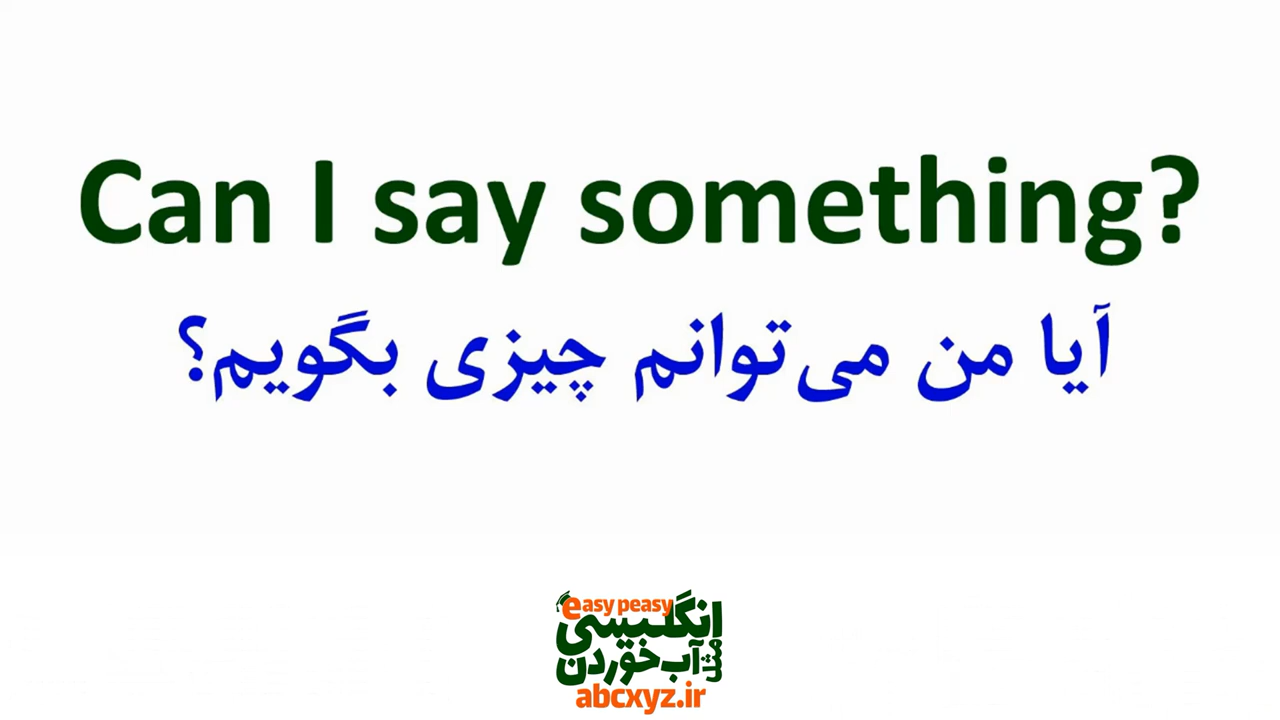 Can I say something?
آیا من می‌توانم چیزی بگویم؟
easy peasy
انگلیسی
مثل آب خوردن
abcxyz.ir